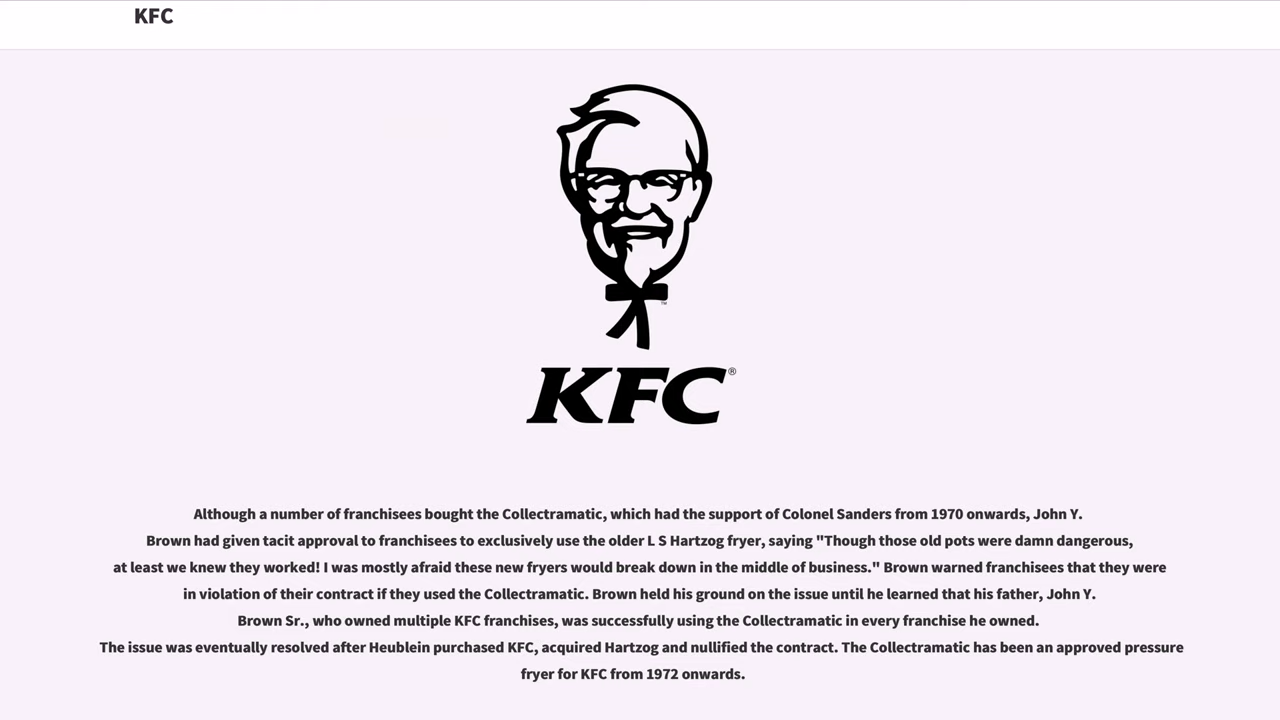 KFC
TM
KFC®
Although a number of franchisees bought the Collectramatic, which had the support of Colonel Sanders from 1970 onwards, John Y.
Brown had given tacit approval to franchisees to exclusively use the older L S Hartzog fryer, saying "Though those old pots were damn dangerous,
at least we knew they worked! I was mostly afraid these new fryers would break down in the middle of business." Brown warned franchisees that they were
in violation of their contract if they used the Collectramatic. Brown held his ground on the issue until he learned that his father, John Y.
Brown Sr., who owned multiple KFC franchises, was successfully using the Collectramatic in every franchise he owned.
The issue was eventually resolved after Heublein purchased KFC, acquired Hartzog and nullified the contract. The Collectramatic has been an approved pressure
fryer for KFC from 1972 onwards.